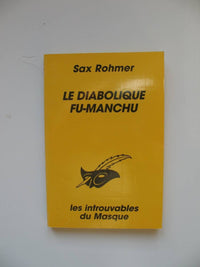 Sax Rohmer
LE DIABOLIQUE
FU-MANCHU
les introuvables
du Masque